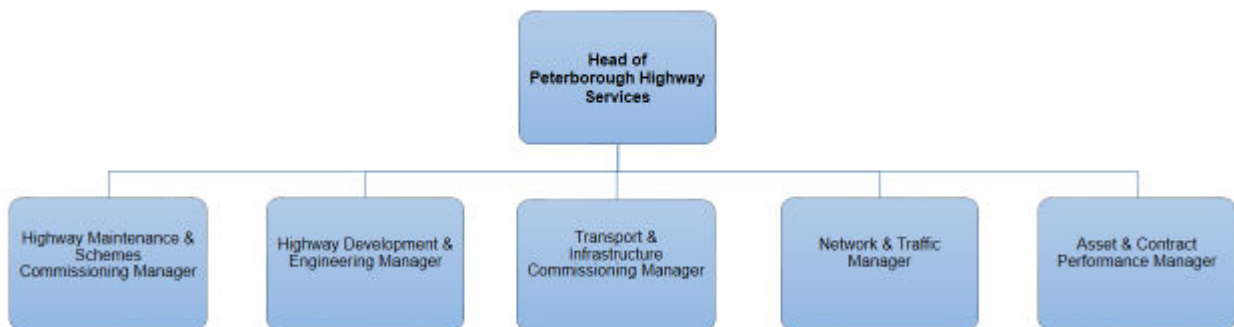 Head of
Peterborough Highway
Services
Highway Maintenance &
Schemes
Commissioning Manager
Highway Development &
Engineering Manager
Transport &
Infrastructure
Commissioning Manager
Network & Traffic
Manager
Asset & Contract
Performance Manager